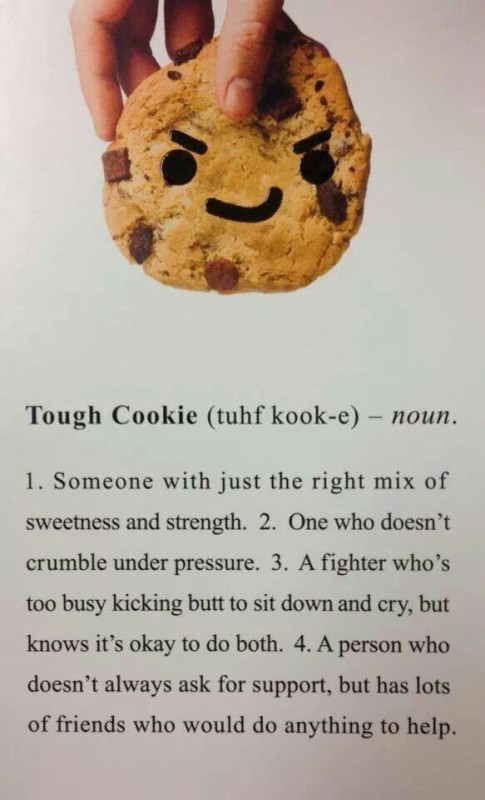 Tough Cookie (tuhf kook-e) – noun.
1. Someone with just the right mix of
sweetness and strength. 2. One who doesn't
crumble under pressure. 3. A fighter who's
too busy kicking butt to sit down and cry, but
knows it's okay to do both. 4. A person who
doesn't always ask for support, but has lots
of friends who would do anything to help.